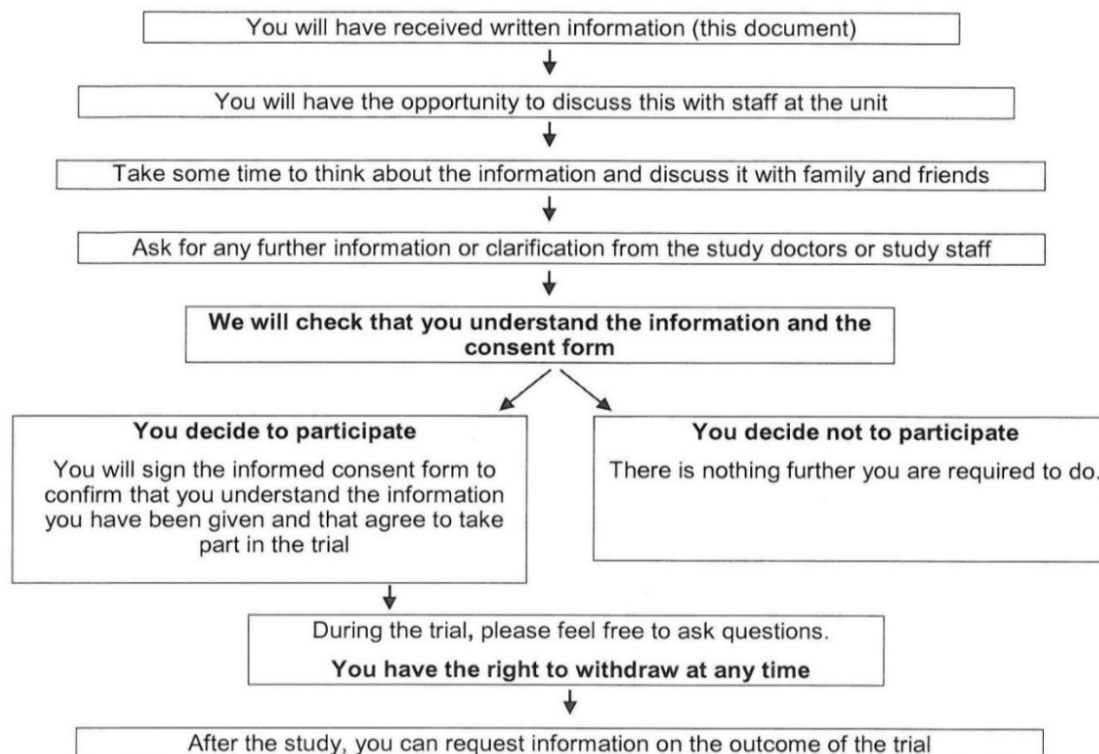 You will have received written information (this document)
You will have the opportunity to discuss this with staff at the unit
Take some time to think about the information and discuss it with family and friends
Ask for any further information or clarification from the study doctors or study staff
We will check that you understand the information and the
consent form
You decide to participate
You will sign the informed consent form to
confirm that you understand the information
you have been given and that agree to take
part in the trial
You decide not to participate
There is nothing further you are required to do.
During the trial, please feel free to ask questions.
You have the right to withdraw at any time
After the study, you can request information on the outcome of the trial